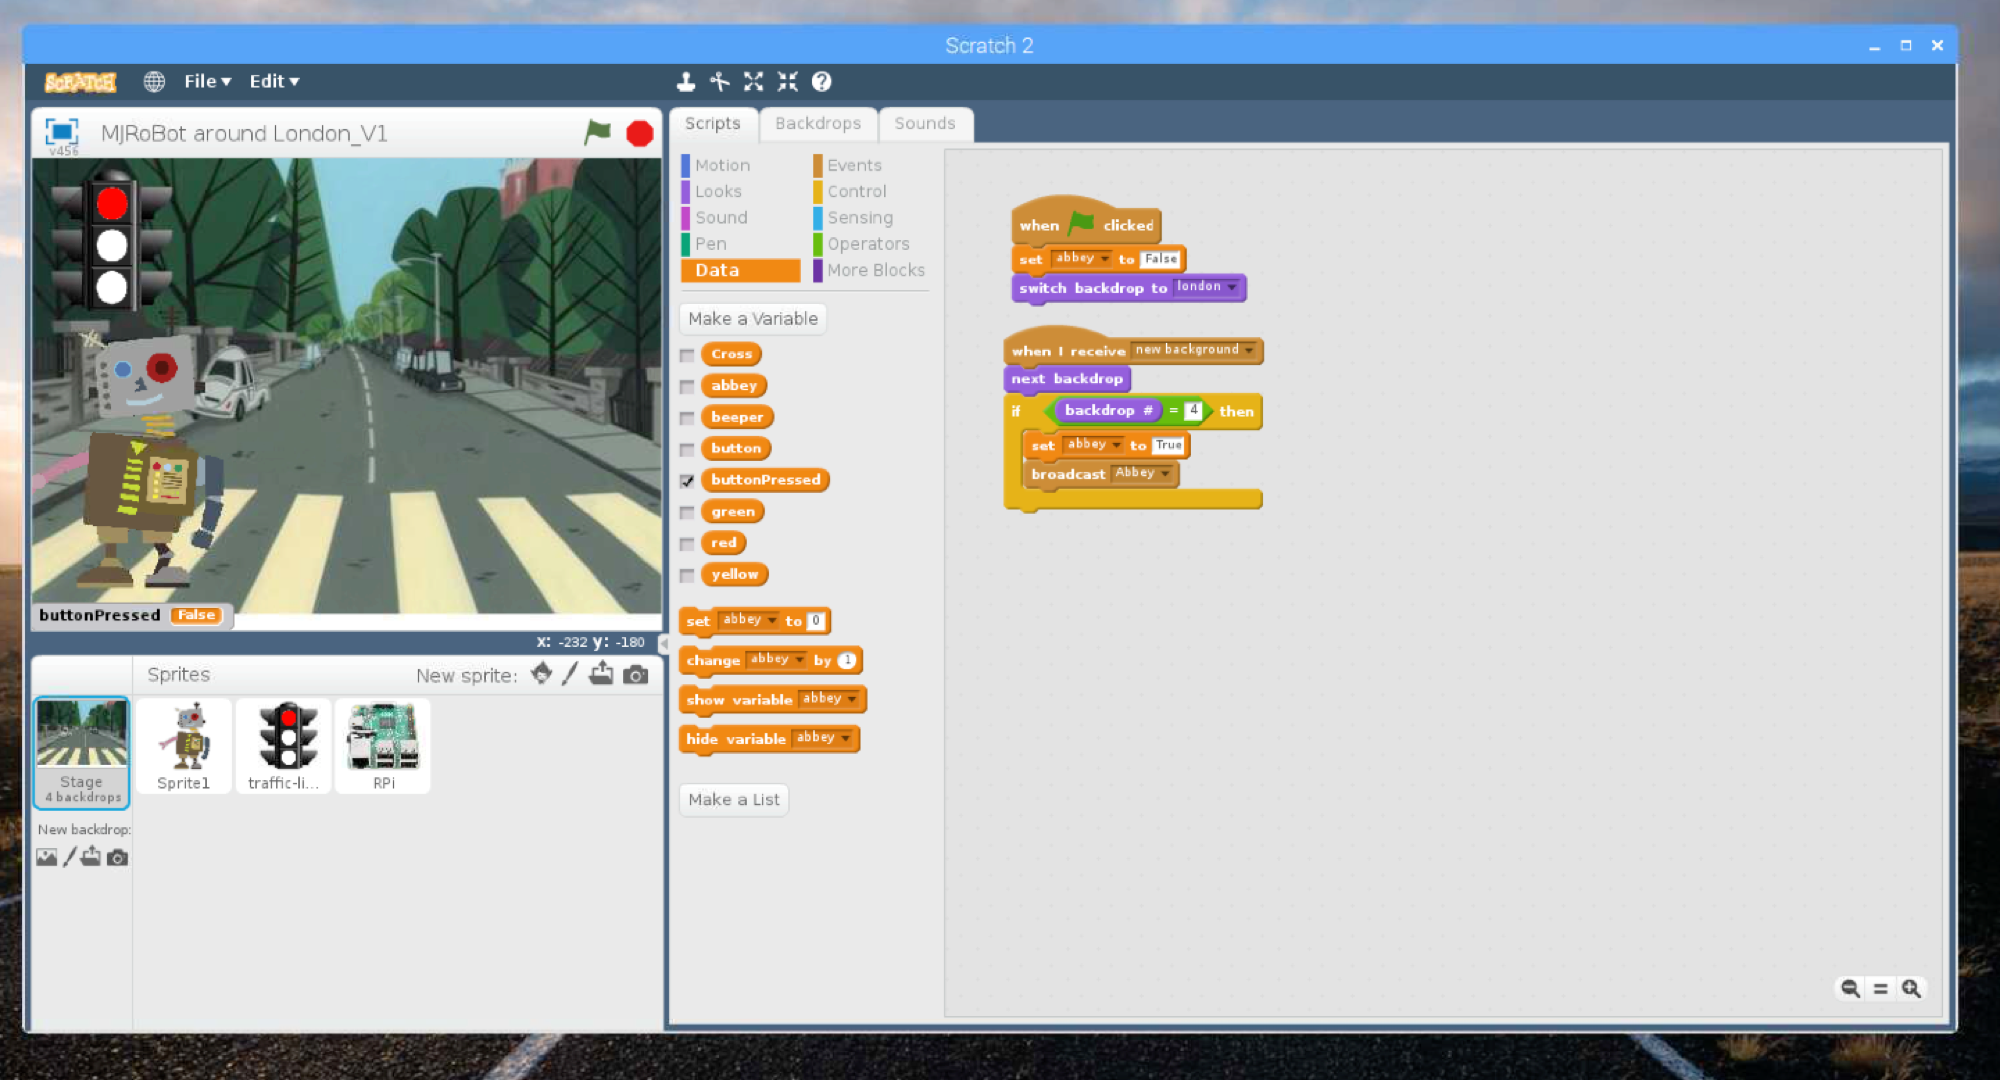 Scratch 2
SCRATCH File Edit
v456 MJRoBot around London_V1
buttonPressed False
x: -232 y: -180
Sprites New sprite:
Stage
4 backdrops
Sprite1
traffic-li...
RPi
New backdrop:
Scripts Backdrops Sounds
Motion Events
Looks Control
Sound Sensing
Pen Operators
Data More Blocks
Make a Variable
Cross
abbey
beeper
button
buttonPressed
green
red
yellow
set abbey to 0
change abbey by 1
show variable abbey
hide variable abbey
Make a List
when clicked
set abbey to False
switch backdrop to london
when I receive new background
next backdrop
if backdrop # = 4 then
set abbey to True
broadcast Abbey